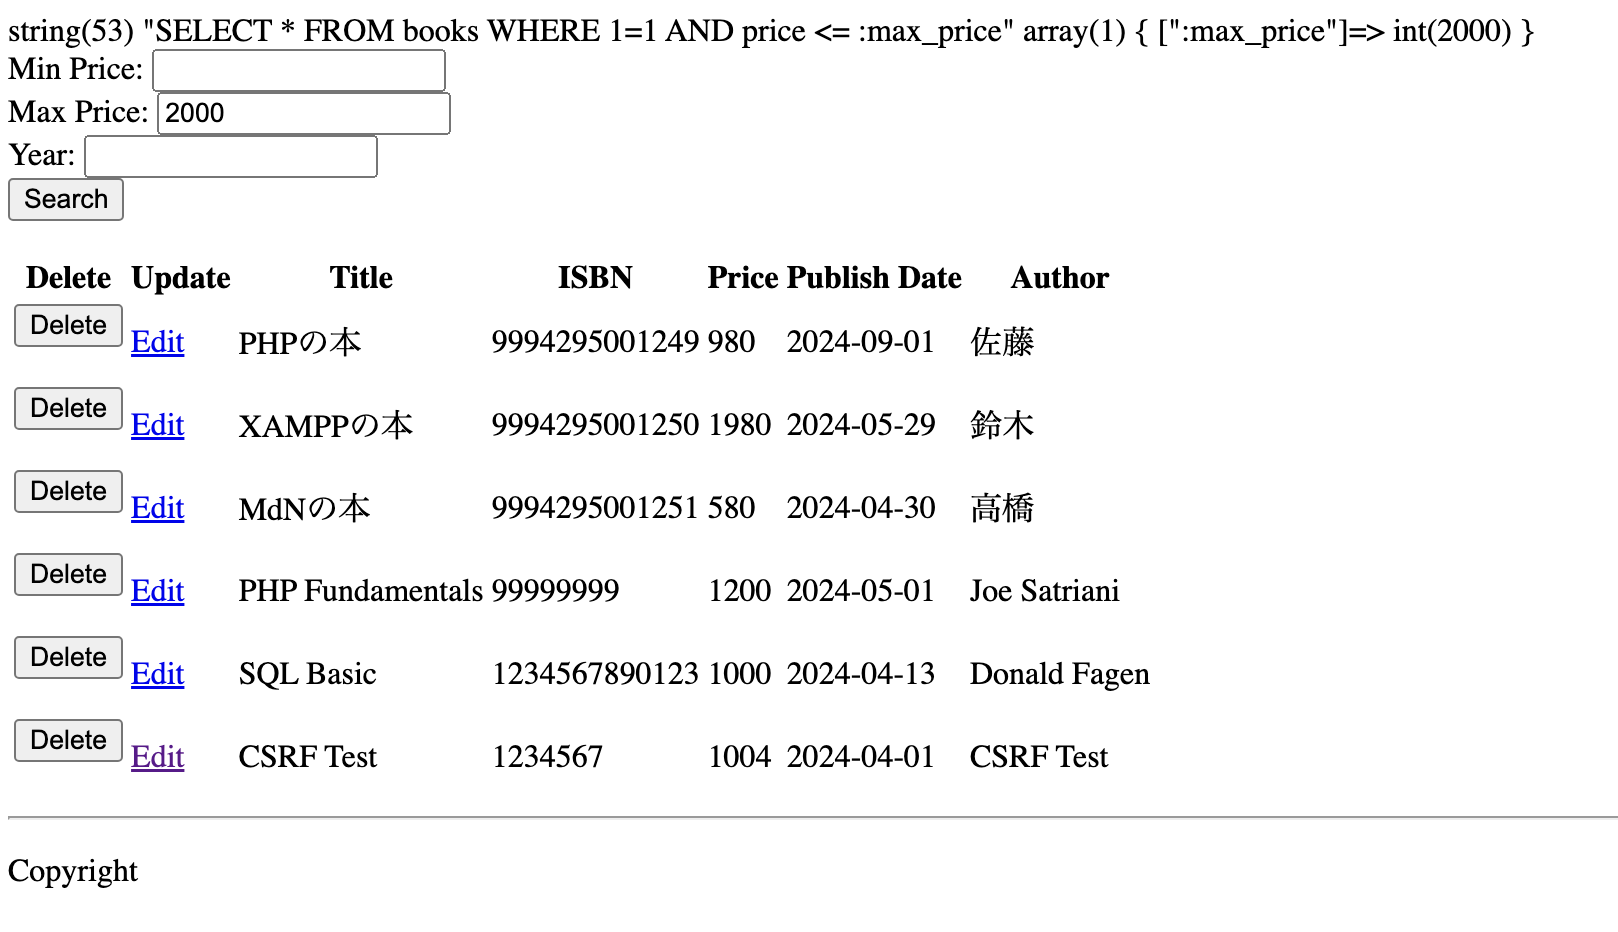 string(53) "SELECT * FROM books WHERE 1=1 AND price <= :max_price" array(1) { [":max_price"]=> int(2000) }
Min Price:
Max Price: 2000
Year:
Search
Delete Update Title ISBN Price Publish Date Author
Delete Edit PHPの本 9994295001249 980 2024-09-01 佐藤
Delete Edit XAMPPの本 9994295001250 1980 2024-05-29 鈴木
Delete Edit MdNの本 9994295001251 580 2024-04-30 高橋
Delete Edit PHP Fundamentals 99999999 1200 2024-05-01 Joe Satriani
Delete Edit SQL Basic 1234567890123 1000 2024-04-13 Donald Fagen
Delete Edit CSRF Test 1234567 1004 2024-04-01 CSRF Test
Copyright